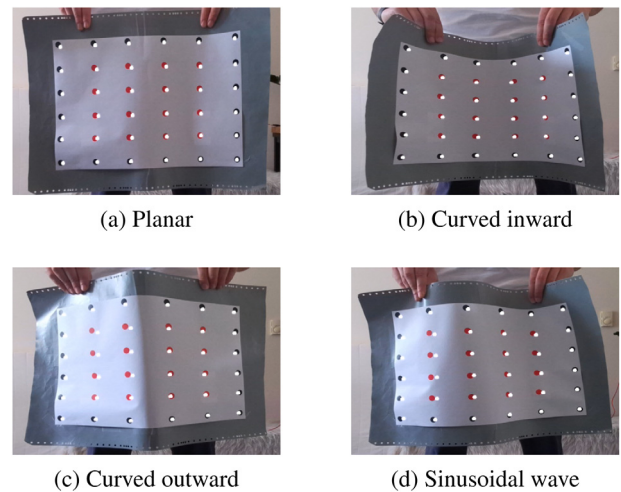 (a) Planar
(b) Curved inward
(c) Curved outward
(d) Sinusoidal wave